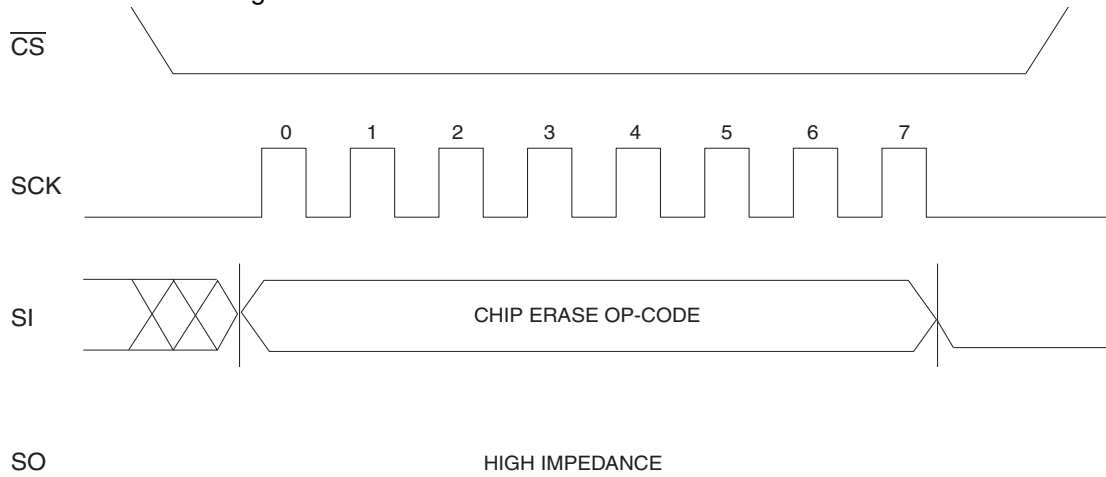 CS
0 1 2 3 4 5 6 7
SCK
SI CHIP ERASE OP-CODE
SO HIGH IMPEDANCE